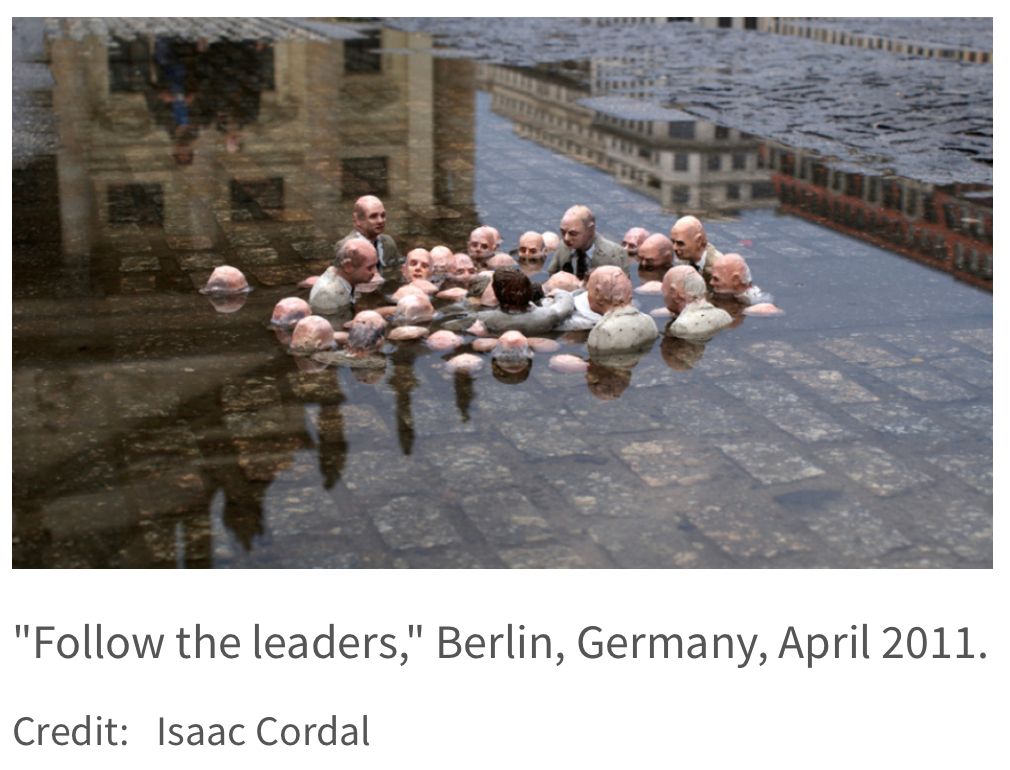 "Follow the leaders," Berlin, Germany, April 2011.
Credit: Isaac Cordal